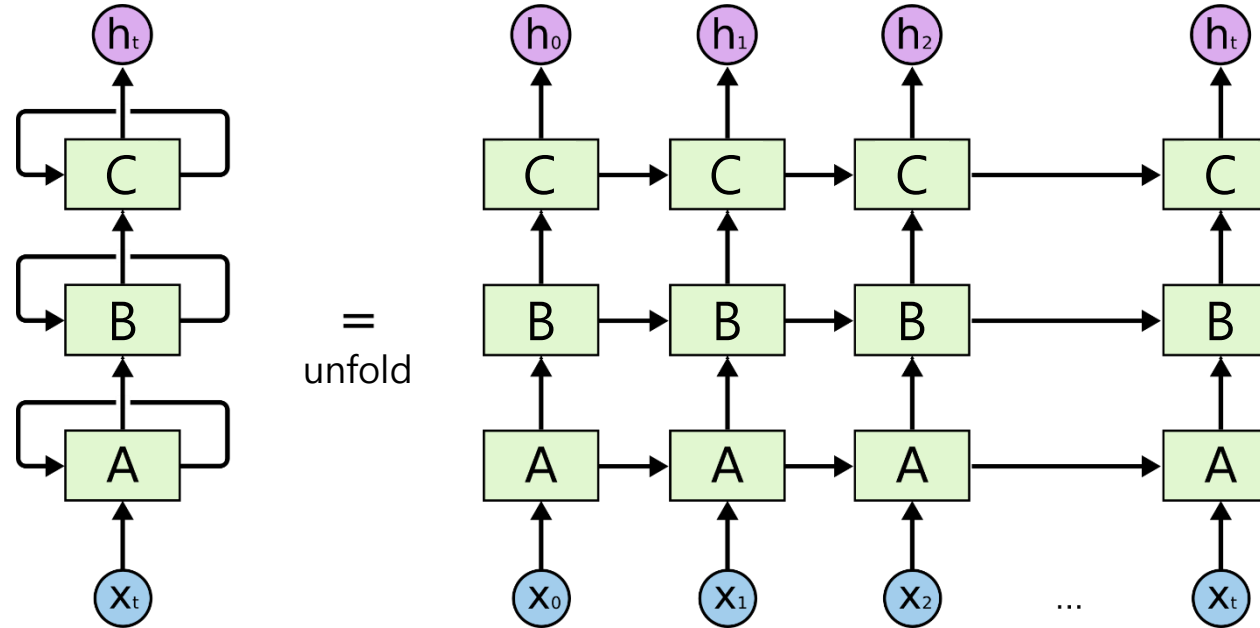 ht h0 h1 h2 ht
C C C C C
B B B B B
=
unfold
A A A A A
xt x0 x1 x2 ... xt